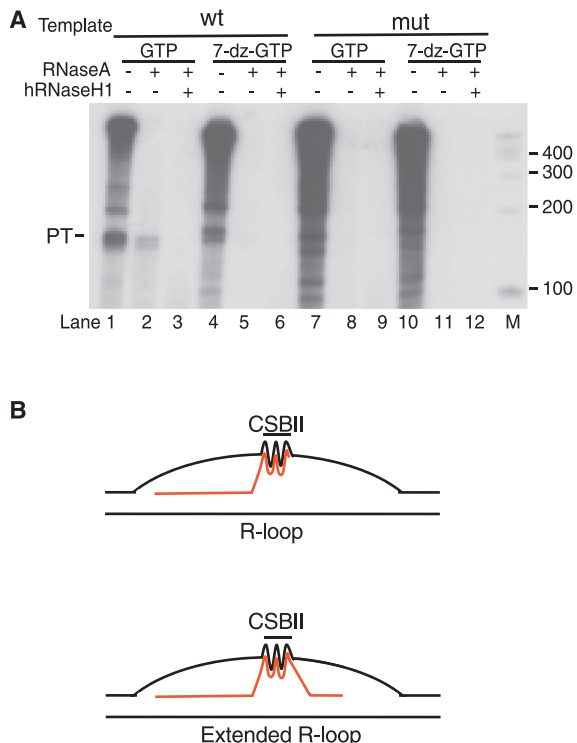 A
Template wt mut
GTP 7-dz-GTP GTP 7-dz-GTP
RNaseA - + + - + + - + + - + +
hRNaseH1 - - + - - + - - + - - +
400
300
200
PT
100
Lane 1 2 3 4 5 6 7 8 9 10 11 12 M
B
CSBII
R-loop
CSBII
Extended R-loop